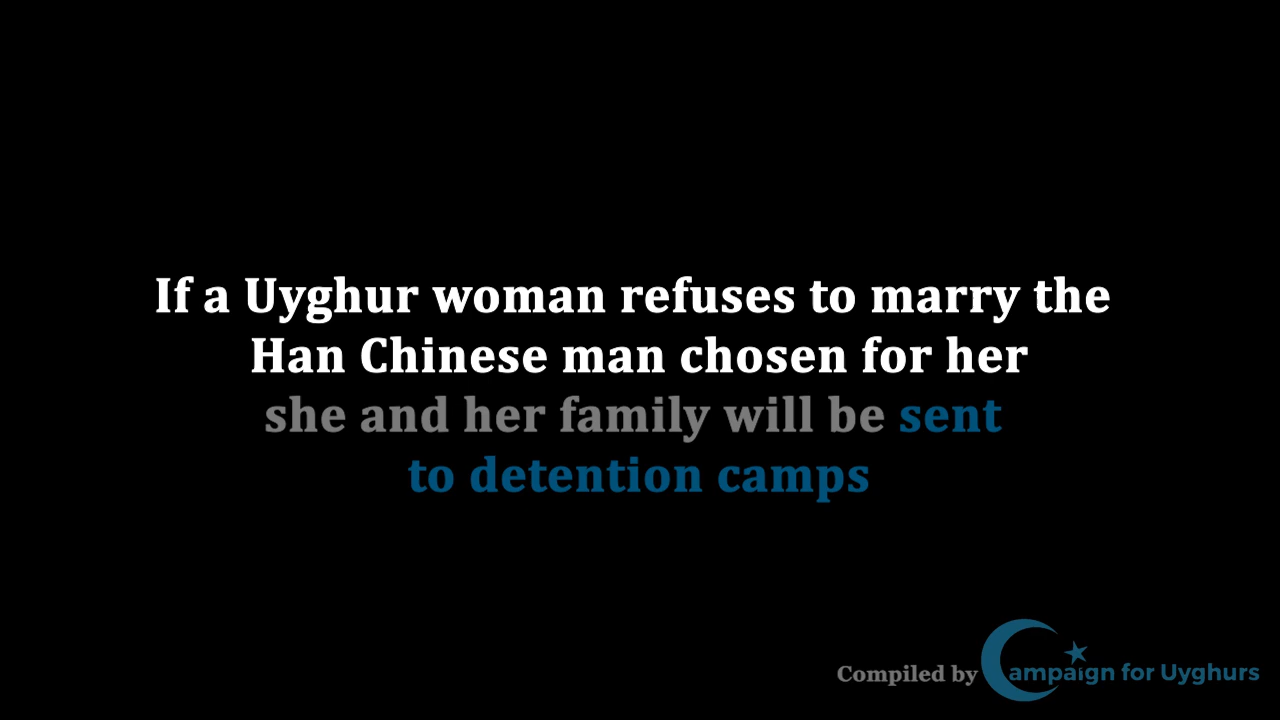 If a Uyghur woman refuses to marry the
Han Chinese man chosen for her
she and her family will be sent
to detention camps
Compiled by Campaign for Uyghurs